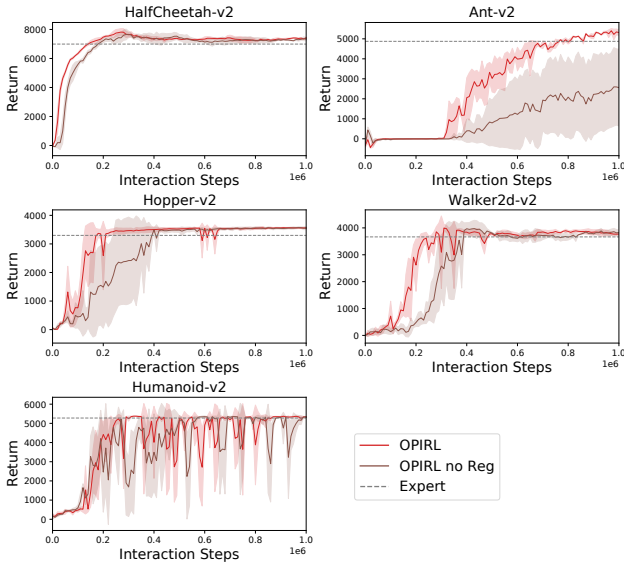 HalfCheetah-v2
8000
6000
4000
2000
0
Return
0.0 0.2 0.4 0.6 0.8 1.0
1e6
Interaction Steps
Ant-v2
5000
4000
3000
2000
1000
0
Return
0.0 0.2 0.4 0.6 0.8 1.0
1e6
Interaction Steps
Hopper-v2
4000
3000
2000
1000
0
Return
0.0 0.2 0.4 0.6 0.8 1.0
1e6
Interaction Steps
Walker2d-v2
4000
3000
2000
1000
0
Return
0.0 0.2 0.4 0.6 0.8 1.0
1e6
Interaction Steps
Humanoid-v2
6000
5000
4000
3000
2000
1000
0
Return
0.0 0.2 0.4 0.6 0.8 1.0
1e6
Interaction Steps
OPIRL
OPIRL no Reg
Expert